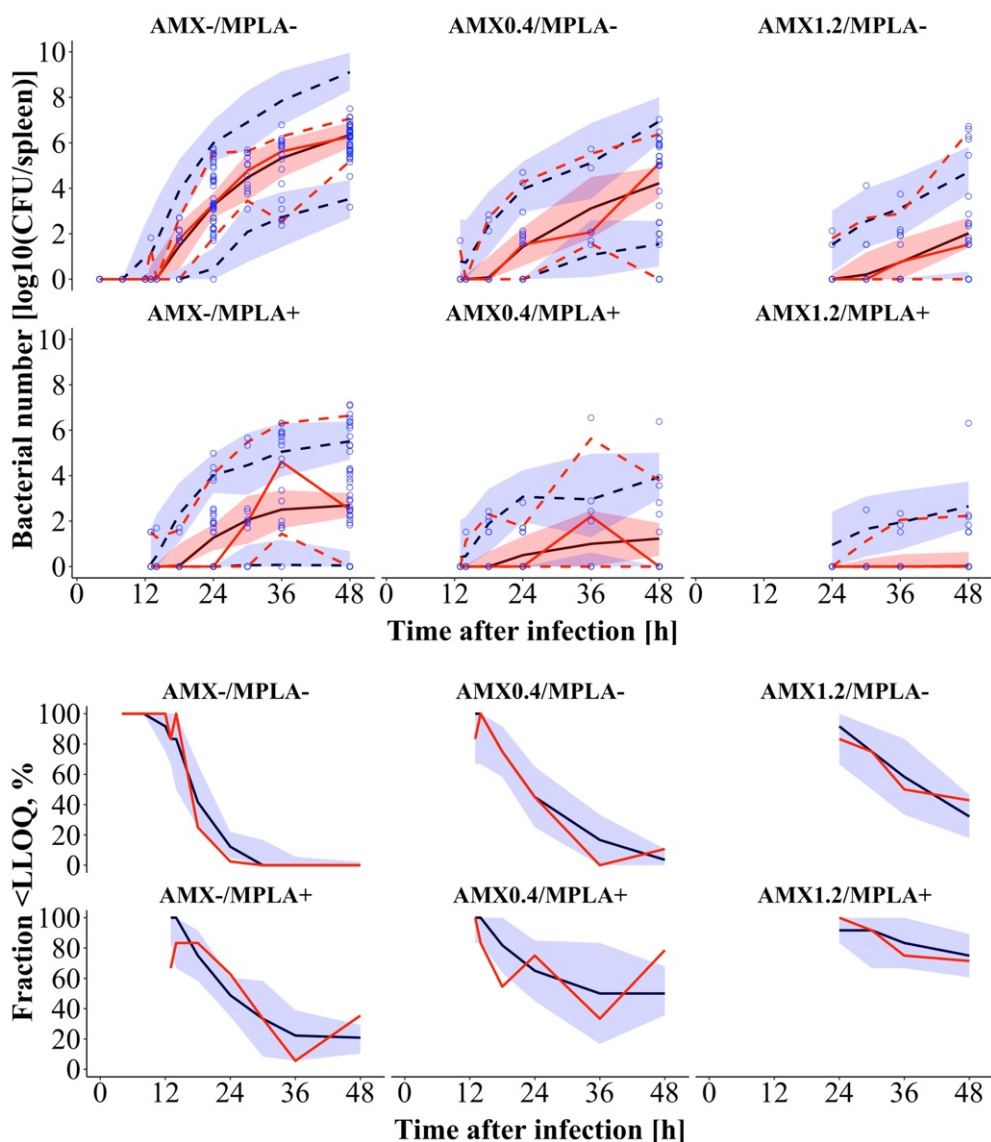 AMX-/MPLA- AMX0.4/MPLA- AMX1.2/MPLA-
10
8
6
4
2
0
AMX-/MPLA+ AMX0.4/MPLA+ AMX1.2/MPLA+
10
8
6
4
2
0
Bacterial number [log10(CFU/spleen)]
0 12 24 36 48 0 12 24 36 48 0 12 24 36 48
Time after infection [h]
AMX-/MPLA- AMX0.4/MPLA- AMX1.2/MPLA-
100
80
60
40
20
0
AMX-/MPLA+ AMX0.4/MPLA+ AMX1.2/MPLA+
100
80
60
40
20
0
Fraction <LLOQ, %
0 12 24 36 48 0 12 24 36 48 0 12 24 36 48
Time after infection [h]